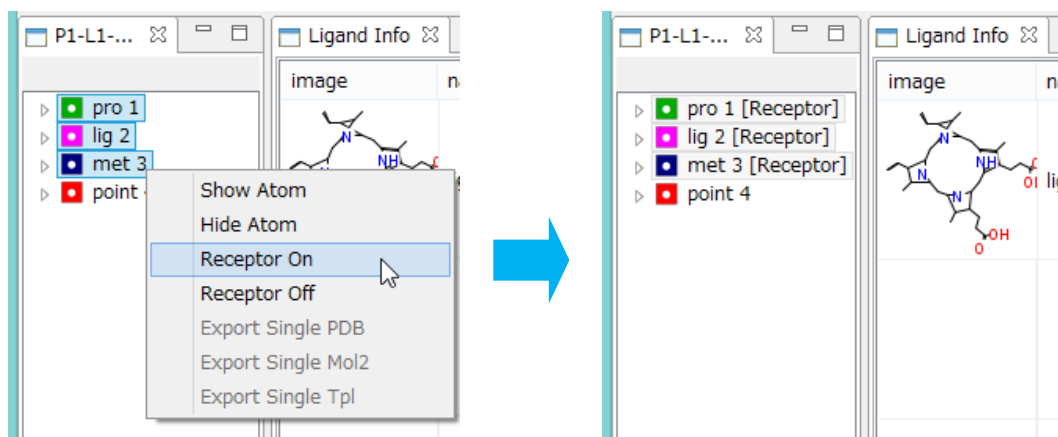 P1-L1-...
Ligand Info
image
pro 1
lig 2
met 3
point
N
NH
Show Atom
Hide Atom
Receptor On
Receptor Off
Export Single PDB
Export Single Mol2
Export Single Tpl
P1-L1-...
Ligand Info
image
pro 1 [Receptor]
lig 2 [Receptor]
met 3 [Receptor]
point 4
N
NH
N
N
OH
O